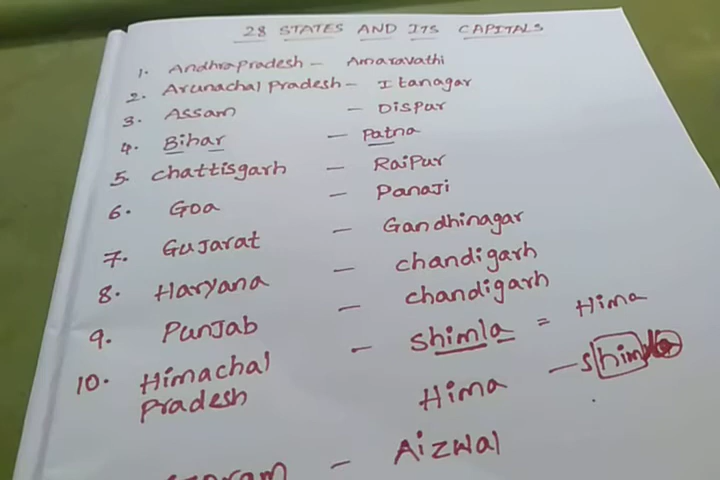 28 STATES AND ITS CAPITALS
1. Andhrapradesh - Amaravathi
2. Arunachal Pradesh - Itanagar
3. Assam - Dispur
4. Bihar - Patna
5. Chattisgarh - Raipur
6. Goa - Panaji
7. Gujarat - Gandhinagar
8. Haryana - chandigarh
9. Punjab - chandigarh
10. Himachal Pradesh - Shimla = Hima
Hima - Shimla
- Aizwal